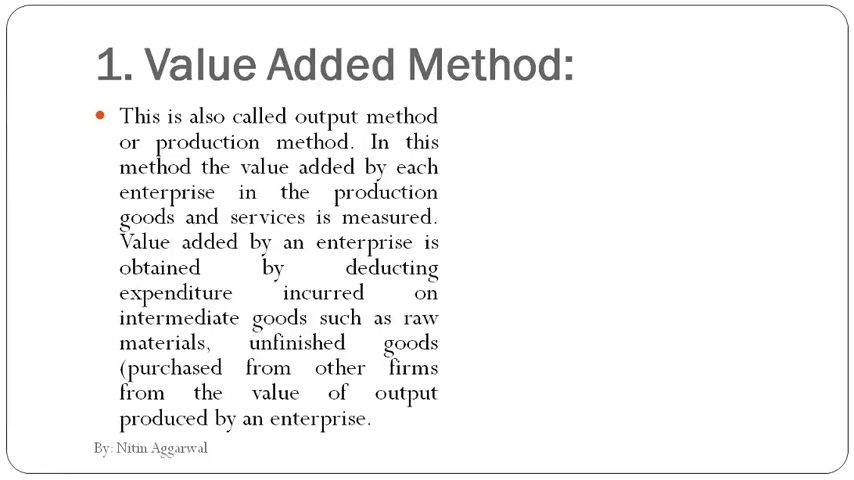 1. Value Added Method:
• This is also called output method
or production method. In this
method the value added by each
enterprise in the production
goods and services is measured.
Value added by an enterprise is
obtained by deducting
expenditure incurred on
intermediate goods such as raw
materials, unfinished goods
(purchased from other firms
from the value of output
produced by an enterprise.
By: Nitin Aggarwal